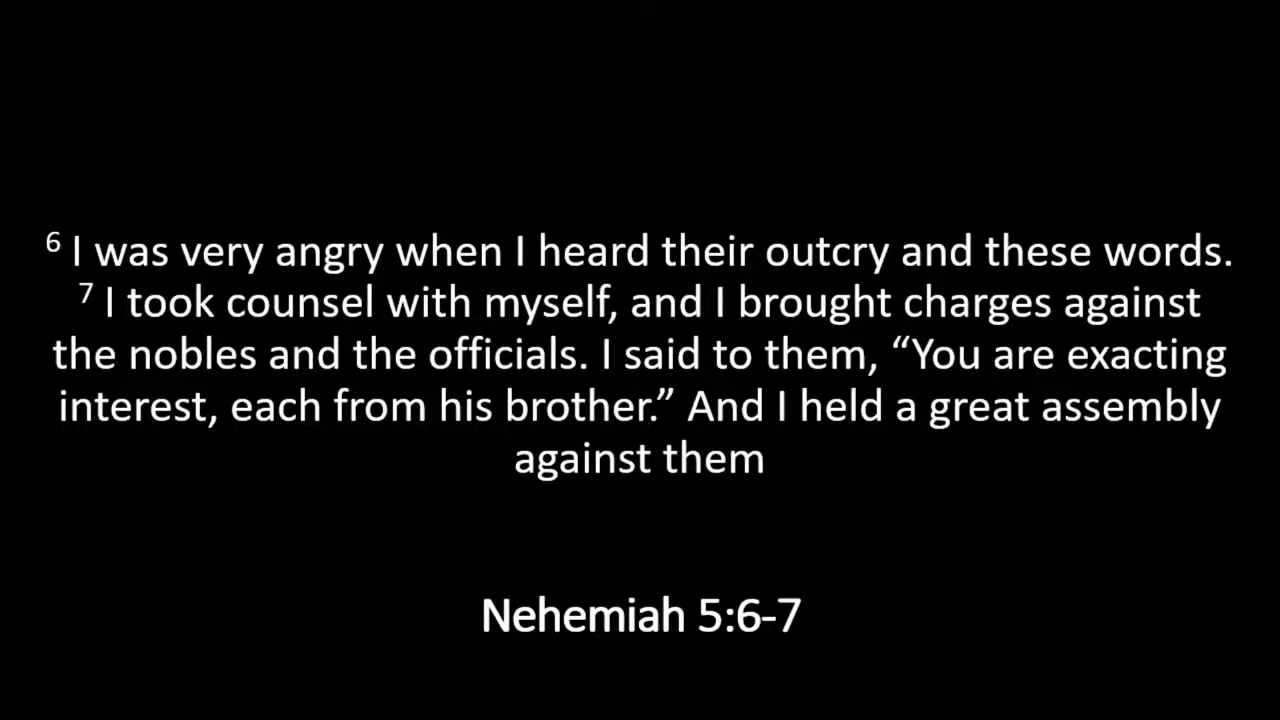 ⁶ I was very angry when I heard their outcry and these words.
⁷ I took counsel with myself, and I brought charges against
the nobles and the officials. I said to them, “You are exacting
interest, each from his brother.” And I held a great assembly
against them
Nehemiah 5:6-7